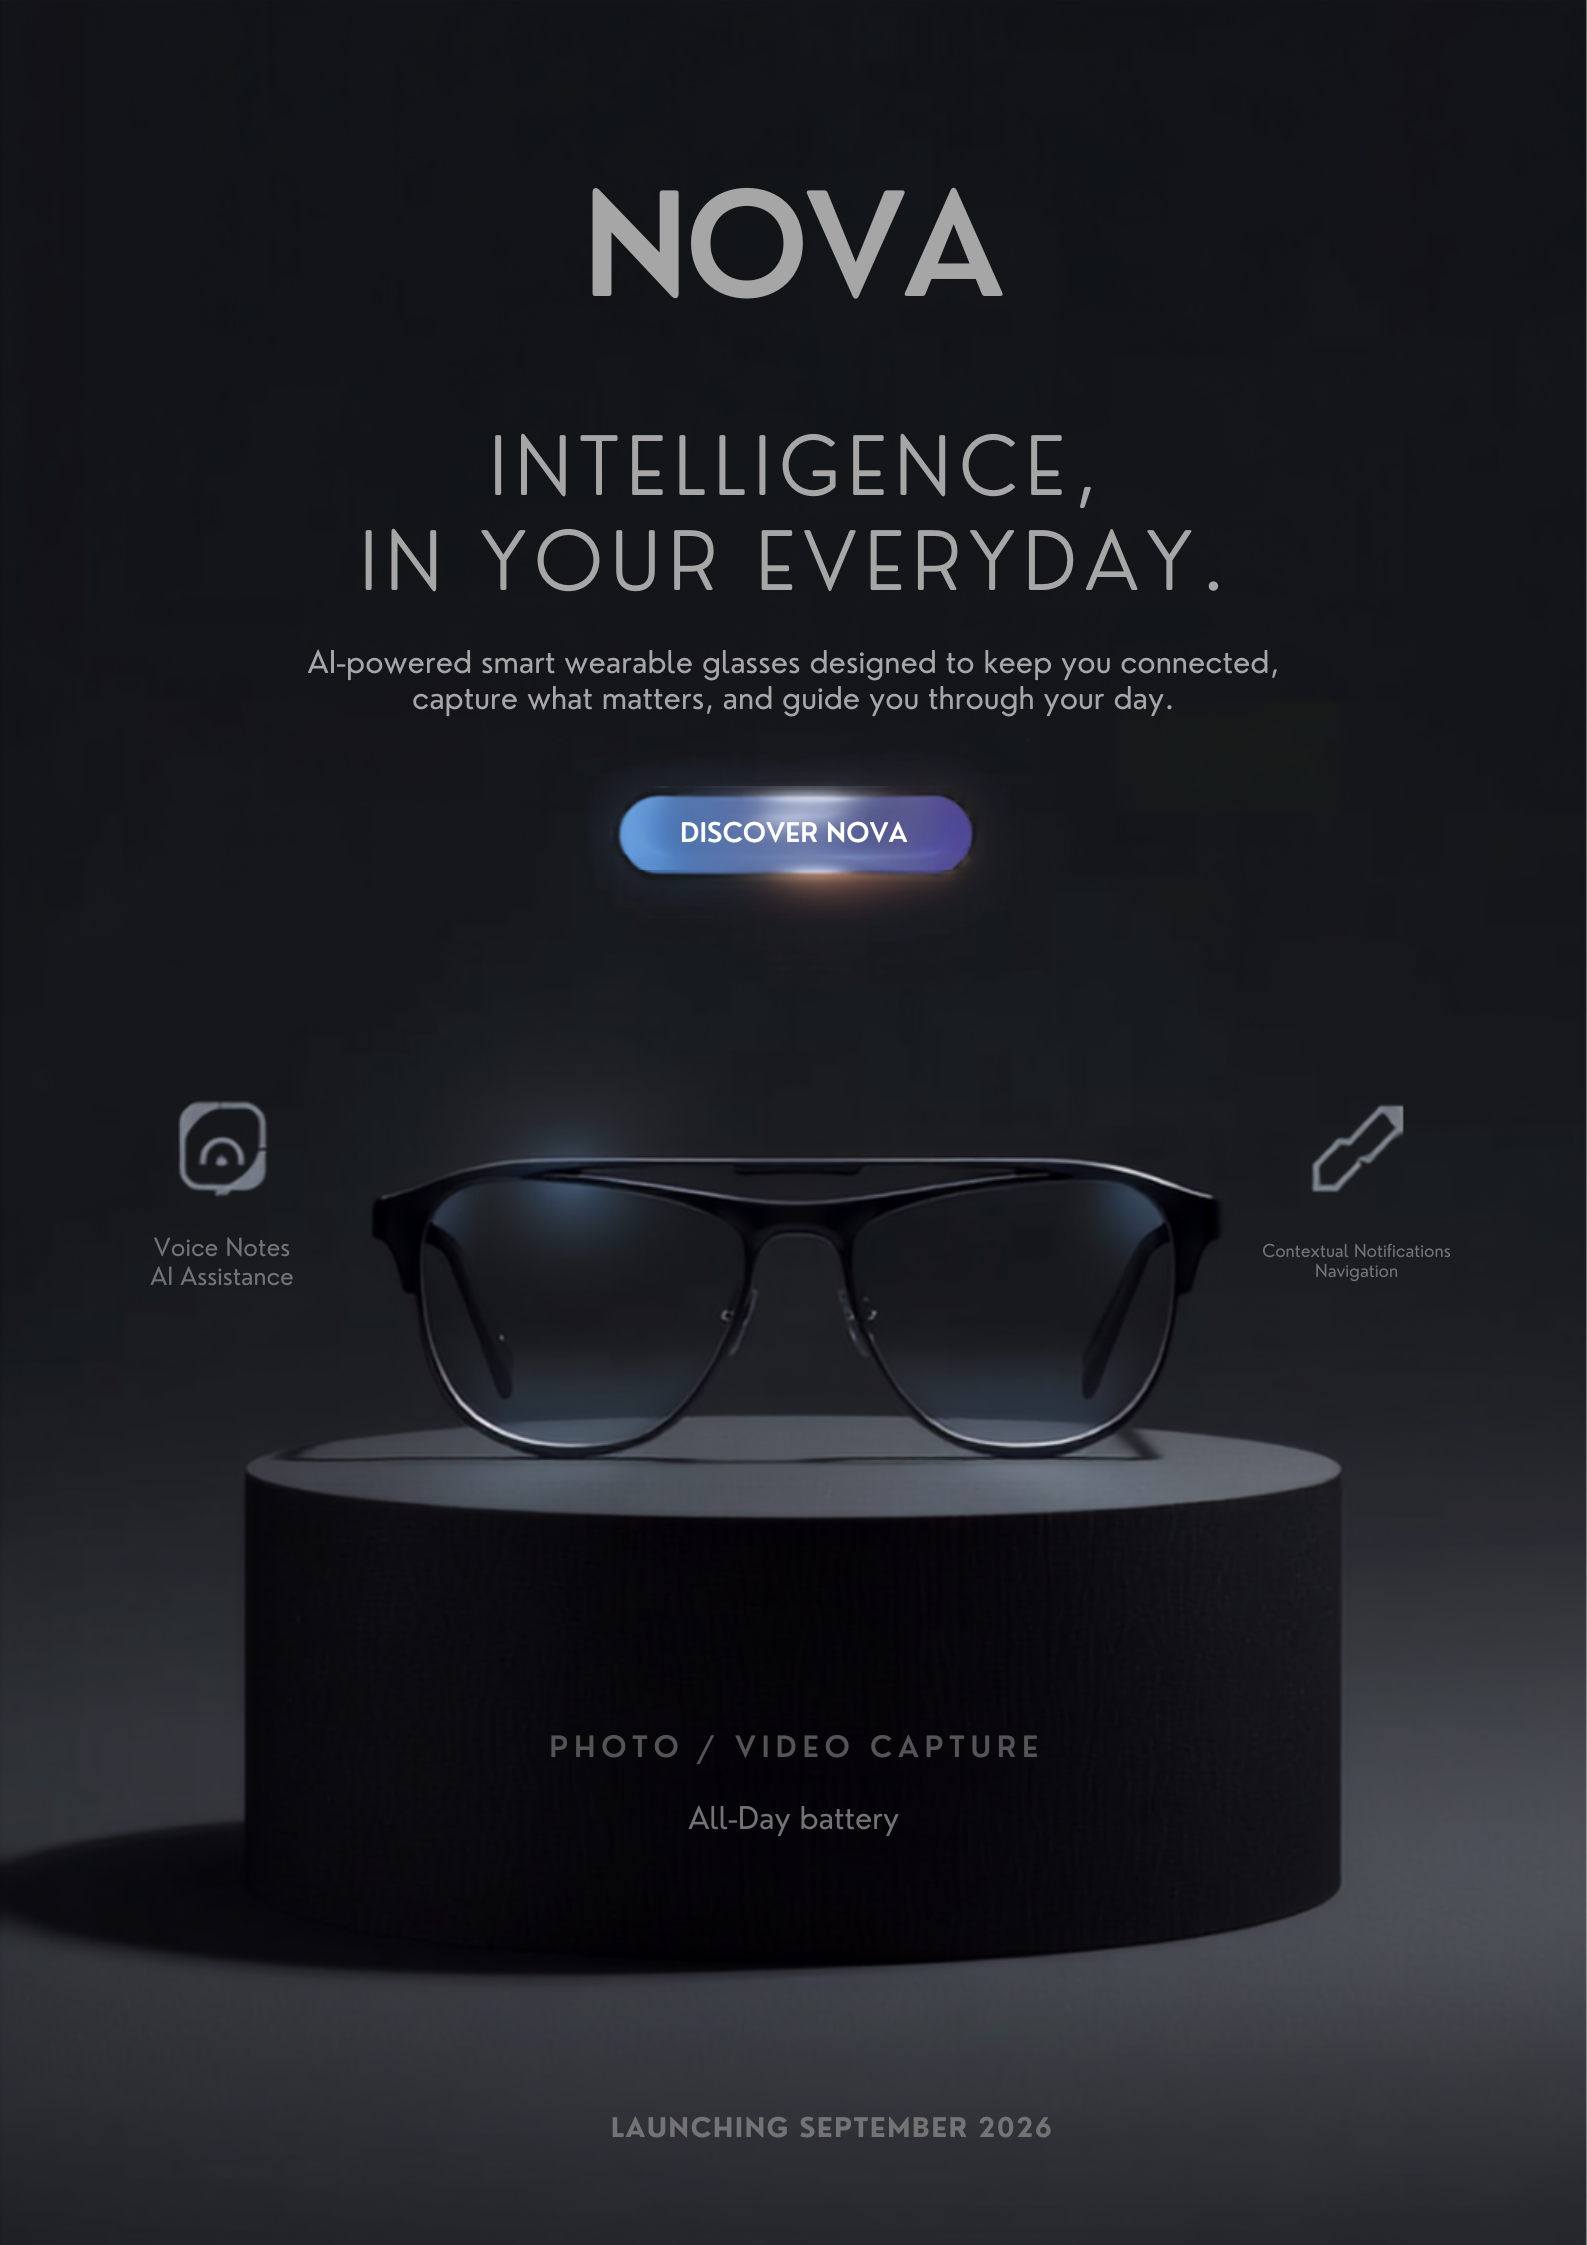 NOVA
INTELLIGENCE,
IN YOUR EVERYDAY.
AI-powered smart wearable glasses designed to keep you connected,
capture what matters, and guide you through your day.
DISCOVER NOVA
Voice Notes
AI Assistance
Contextual Notifications
Navigation
PHOTO / VIDEO CAPTURE
All-Day battery
LAUNCHING SEPTEMBER 2026